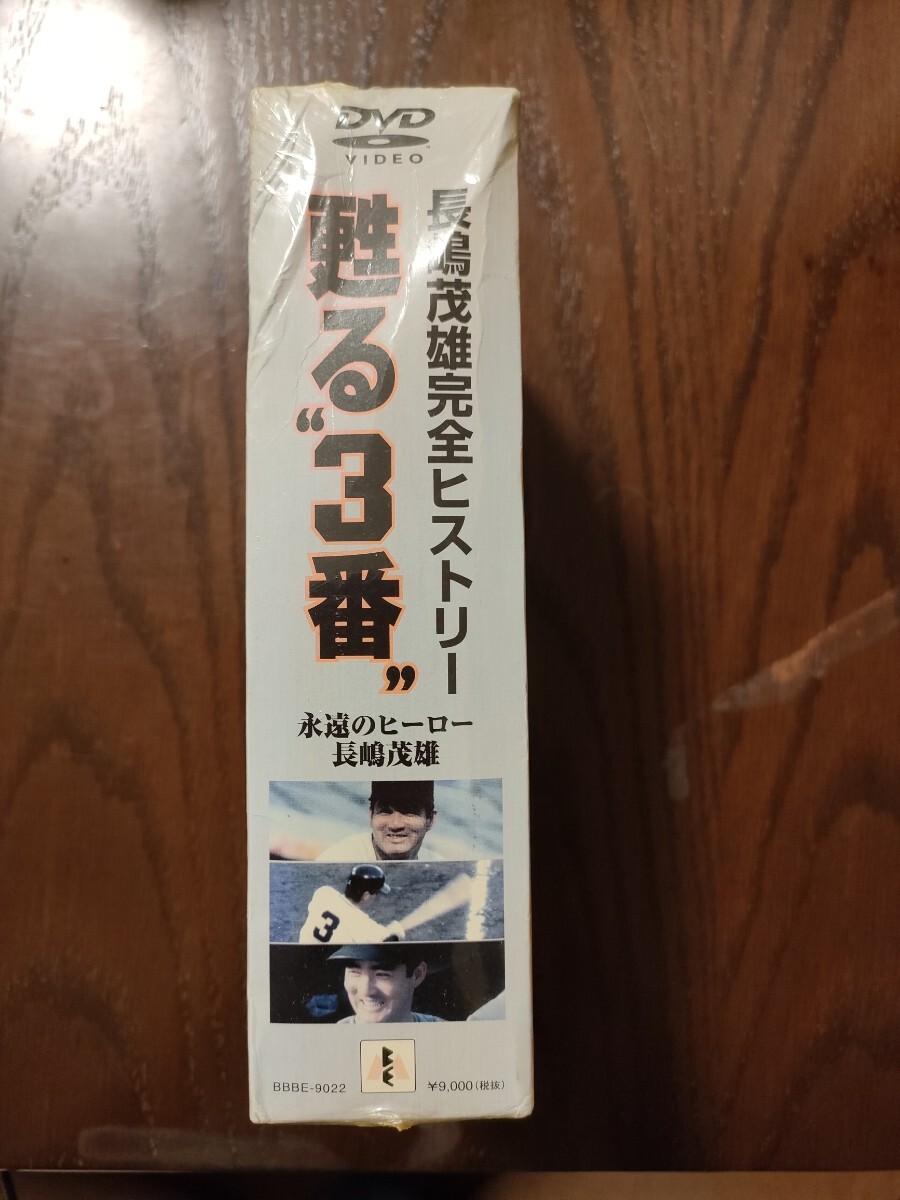 DVD
VIDEO
長嶋茂雄完全ヒストリー
甦る“3番”
永遠のヒーロー
長嶋茂雄
3
BE
BBBE-9022
¥9,000(税抜)